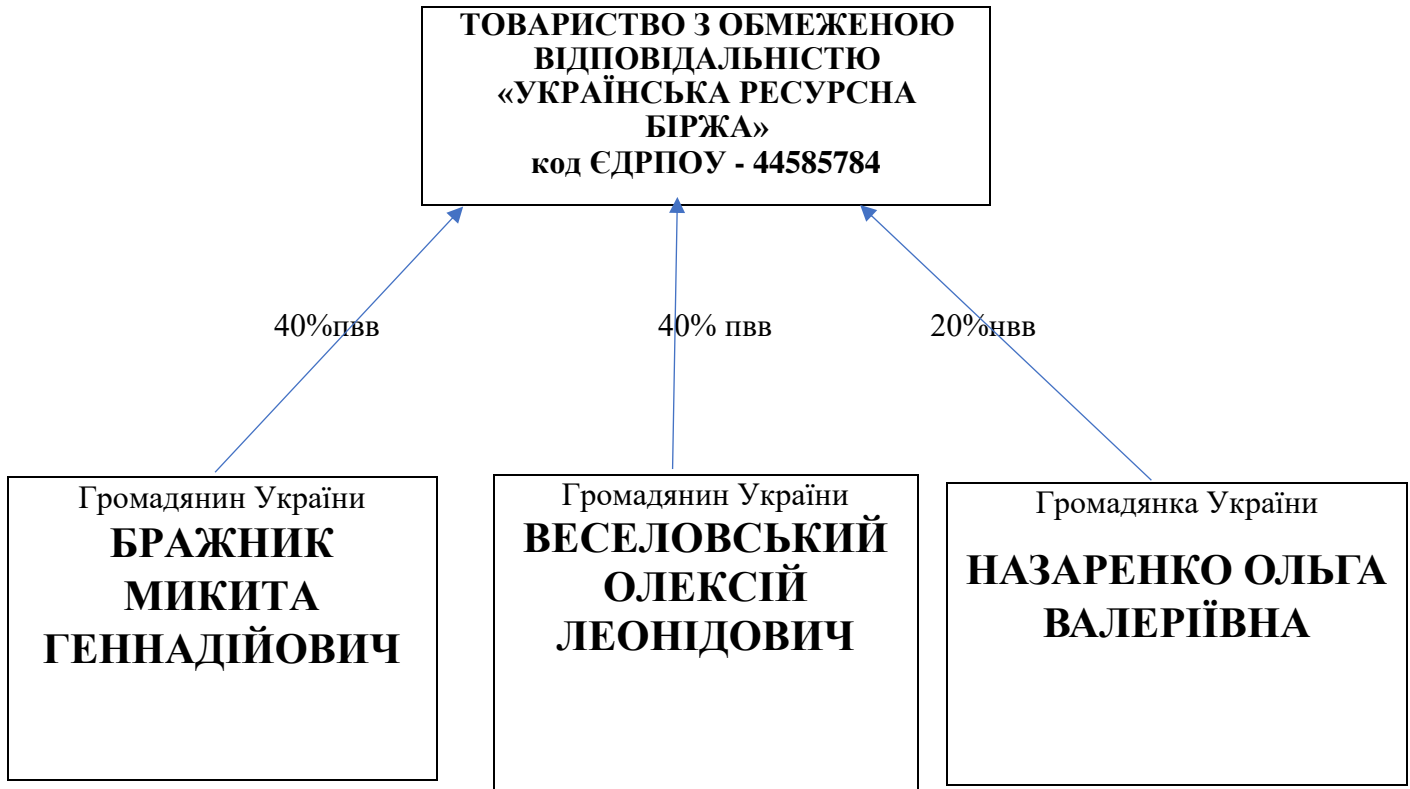 ТОВАРИСТВО З ОБМЕЖЕНОЮ
ВІДПОВІДАЛЬНІСТЮ
«УКРАЇНСЬКА РЕСУРСНА
БІРЖА»
код ЄДРПОУ - 44585784
40%пвв
40% пвв
20%нвв
Громадянин України
БРАЖНИК
МИКИТА
ГЕННАДІЙОВИЧ
Громадянин України
ВЕСЕЛОВСЬКИЙ
ОЛЕКСІЙ
ЛЕОНІДОВИЧ
Громадянка України
НАЗАРЕНКО ОЛЬГА
ВАЛЕРІЇВНА